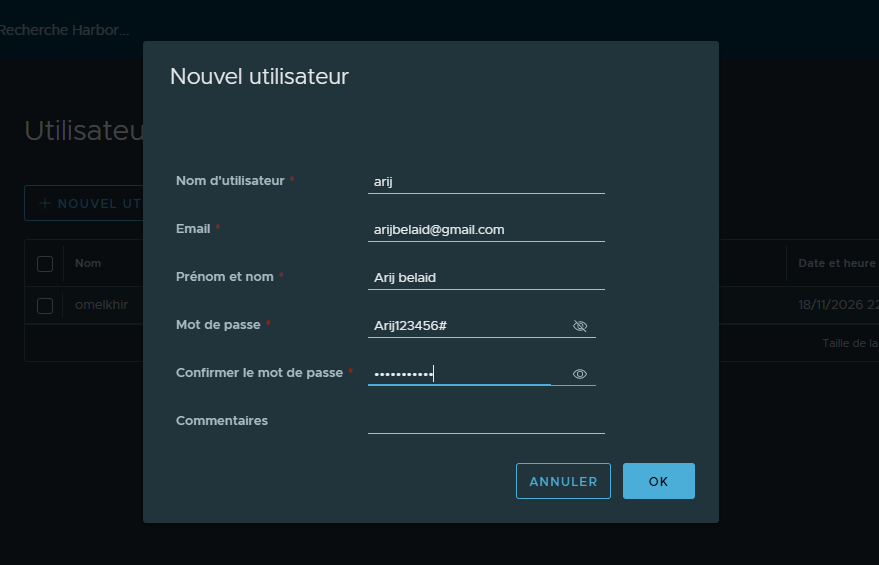 Recherche Harbor...
Nouvel utilisateur
Utilisateu
Nom d'utilisateur * arij
+ NOUVEL UT
Email * arijbelaid@gmail.com
Nom Date et heure
Prénom et nom * Arij belaid
omelkhir 18/11/2026 22
Mot de passe * Arij123456#
Taille de la
Confirmer le mot de passe * •••••••••••
Commentaires
ANNULER OK